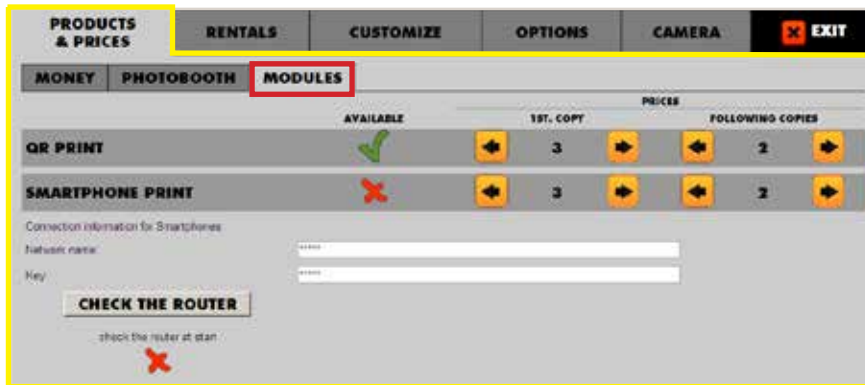 PRODUCTS & PRICES
RENTALS
CUSTOMIZE
OPTIONS
CAMERA
EXIT
MONEY
PHOTOBOOTH
MODULES
PRICES
AVAILABLE
1ST. COPY
FOLLOWING COPIES
QR PRINT
3
2
SMARTPHONE PRINT
3
2
Connection information for Smartphones
Network name:
*****
Key
*****
CHECK THE ROUTER
check the router at start